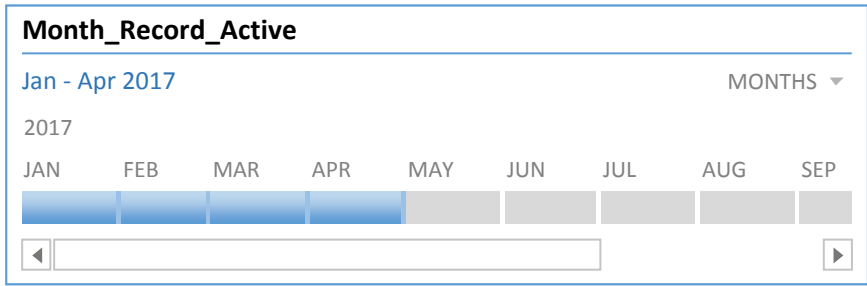 Month_Record_Active
Jan - Apr 2017 MONTHS
2017
JAN FEB MAR APR MAY JUN JUL AUG SEP